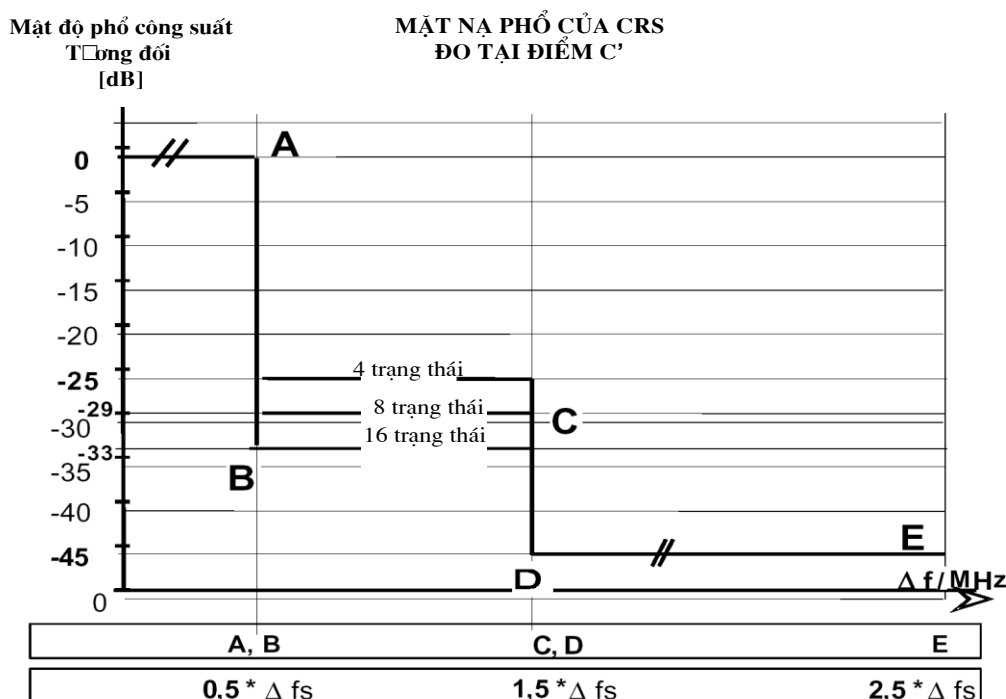 Mật độ phổ công suất
T□ơng đối
[dB]
MẶT NẠ PHỔ CỦA CRS
ĐO TẠI ĐIỂM C’
A
0
-5
-10
-15
-20
-25
4 trạng thái
-29
8 trạng thái
-30
C
16 trạng thái
-33
-35
B
-40
-45
E
D
Δ f/MHz
0
A, B
C, D
E
0,5 * Δ fs
1,5 * Δ fs
2,5 * Δ fs